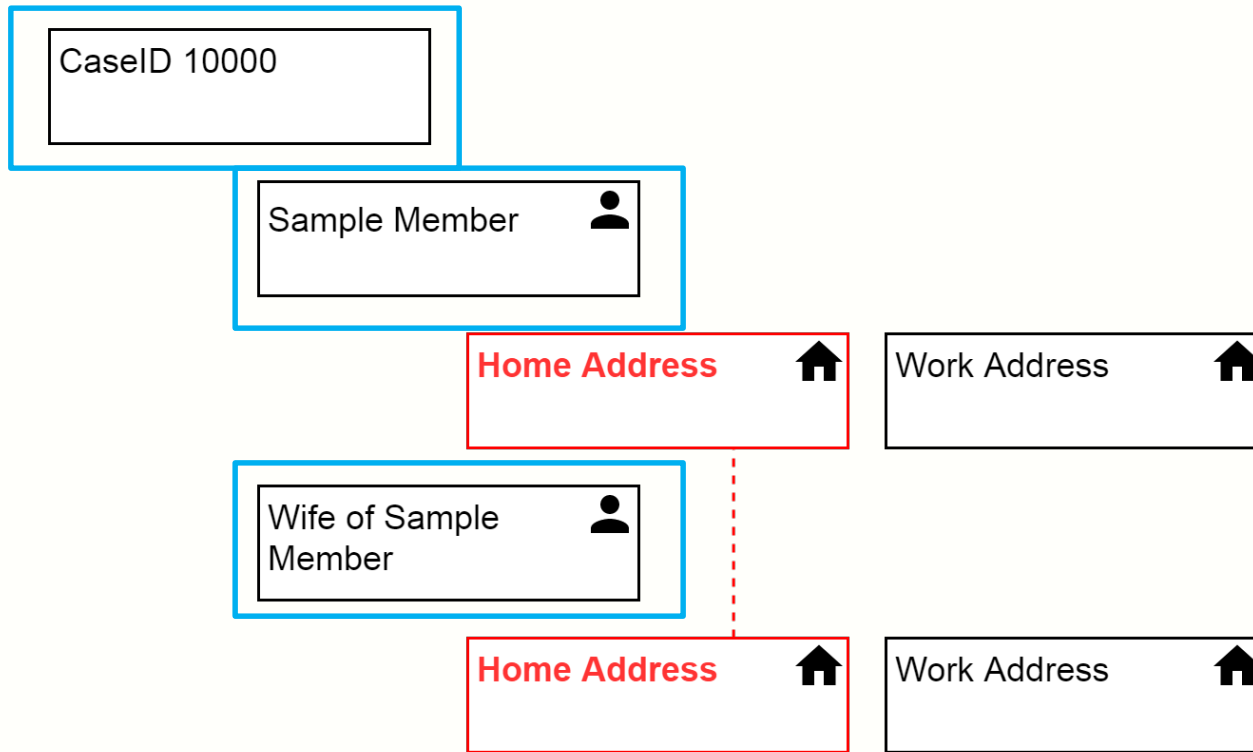 CaseID 10000
Sample Member
Home Address
Work Address
Wife of Sample
Member
Home Address
Work Address